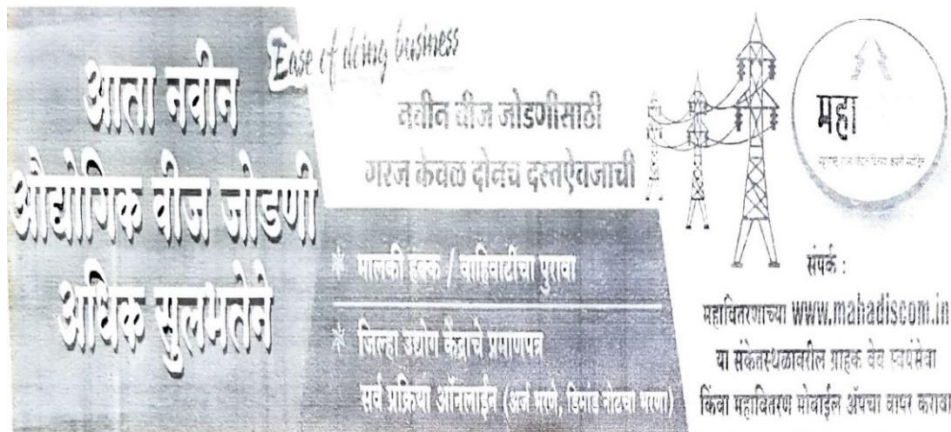 Ease of doing business
आता नवीन
औद्योगिक वीज जोडणी
अधिक सुलभतेने
नवीन वीज जोडणीसाठी
गरज केवळ दोनच दस्तऐवजाची
* मालकी हक्क / वाहिवाटीचा पुरावा
* जिल्हा उद्योग केंद्राचे प्रमाणपत्र
सर्व प्रक्रिया ऑनलाईन (अर्ज भरणे, डिमांड नोटचा भरणा)
महा
संपर्क :
महावितरणाच्या www.mahadiscom.in
या संकेतस्थळावरील ग्राहक वेब स्वयंसेवा
किंवा महावितरण मोबाईल ॲपचा वापर करावा